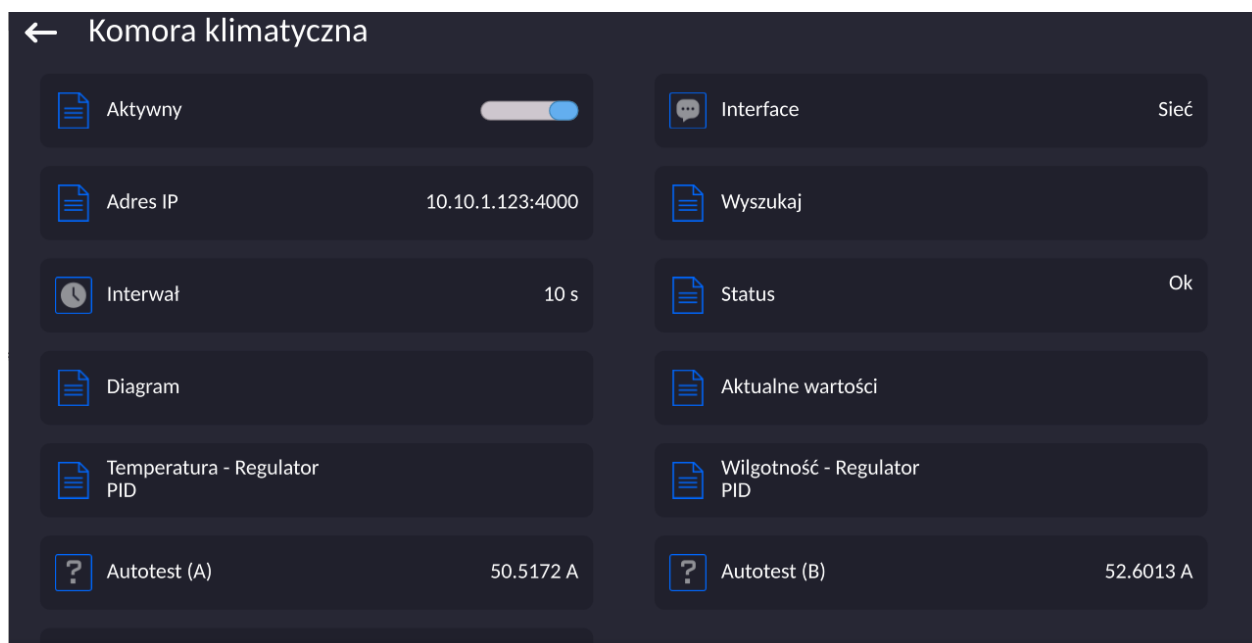 Komora klimatyczna
Aktywny
Interface Sieć
Adres IP 10.10.1.123:4000
Wyszukaj
Interwał 10 s
Status Ok
Diagram
Aktualne wartości
Temperatura - Regulator
PID
Wilgotność - Regulator
PID
Autotest (A) 50.5172 A
Autotest (B) 52.6013 A